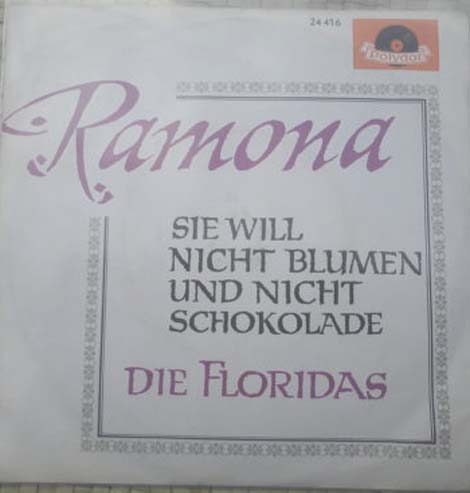 24 416
Polydor
Ramona
SIE WILL
NICHT BLUMEN
UND NICHT
SCHOKOLADE
DIE FLORIDAS